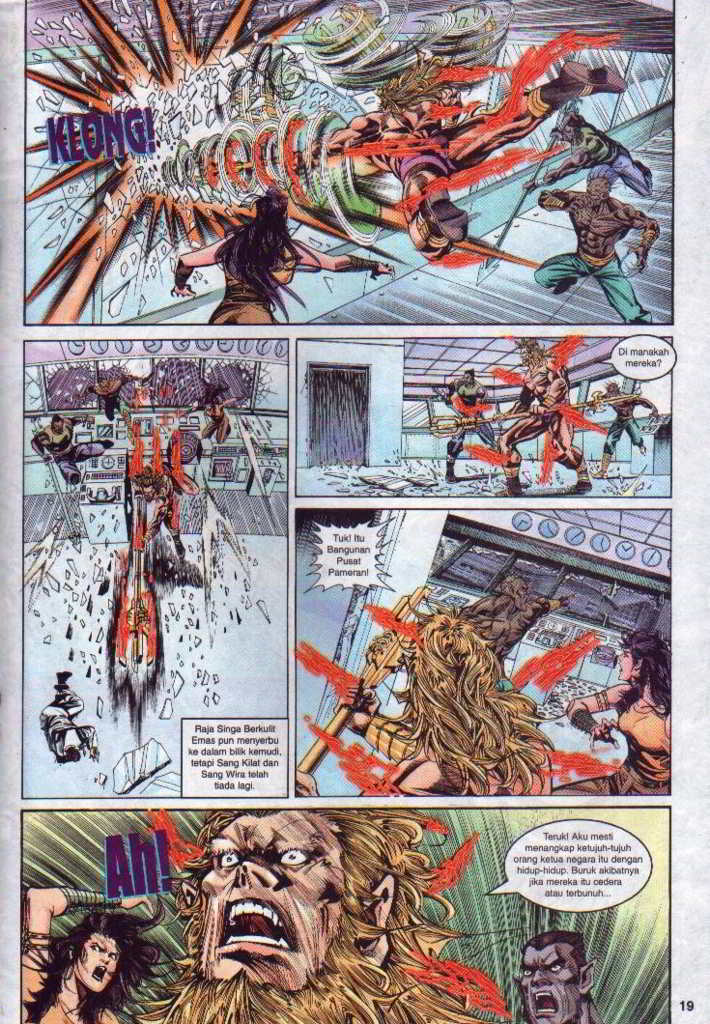 KLONG!
Di manakah
mereka?
Raja Singa Berkulit
Emas pun menyerbu
ke dalam bilik kemudi,
tetapi Sang Kilat dan
Sang Wira telah
tiada lagi.
Tuk! Itu
Bangunan
Pusat
Pameran!
Ah!
Teruk! Aku mesti
menangkap ketujuh-tujuh
orang ketua negara itu dengan
hidup-hidup. Buruk akibatnya
jika mereka itu cedera
atau terbunuh...
19